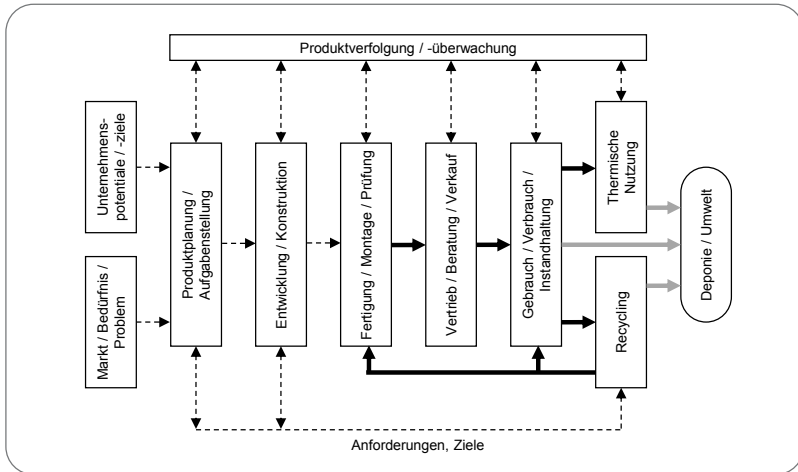 Produktverfolgung / -überwachung
Unternehmens-
potentiale / -ziele
Markt / Bedürfnis /
Problem
Produktplanung /
Aufgabenstellung
Entwicklung / Konstruktion
Fertigung / Montage / Prüfung
Vertrieb / Beratung / Verkauf
Gebrauch / Verbrauch /
Instandhaltung
Thermische
Nutzung
Recycling
Deponie / Umwelt
Anforderungen, Ziele